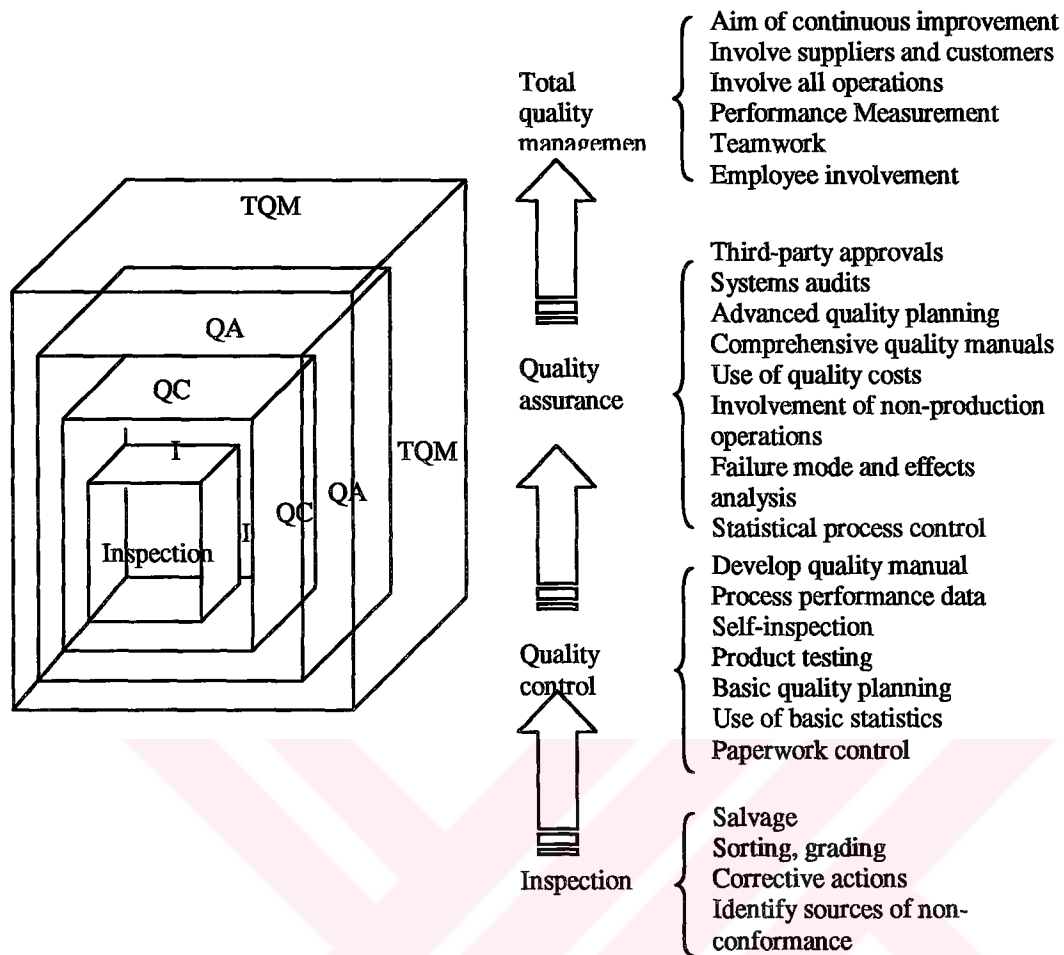 TQM
QA
QC
I
TQM
QA
QC
I
Inspection
Total
quality
managemen
Aim of continuous improvement
Involve suppliers and customers
Involve all operations
Performance Measurement
Teamwork
Employee involvement
Quality
assurance
Third-party approvals
Systems audits
Advanced quality planning
Comprehensive quality manuals
Use of quality costs
Involvement of non-production
operations
Failure mode and effects
analysis
Statistical process control
Quality
control
Develop quality manual
Process performance data
Self-inspection
Product testing
Basic quality planning
Use of basic statistics
Paperwork control
Inspection
Salvage
Sorting, grading
Corrective actions
Identify sources of non-
conformance